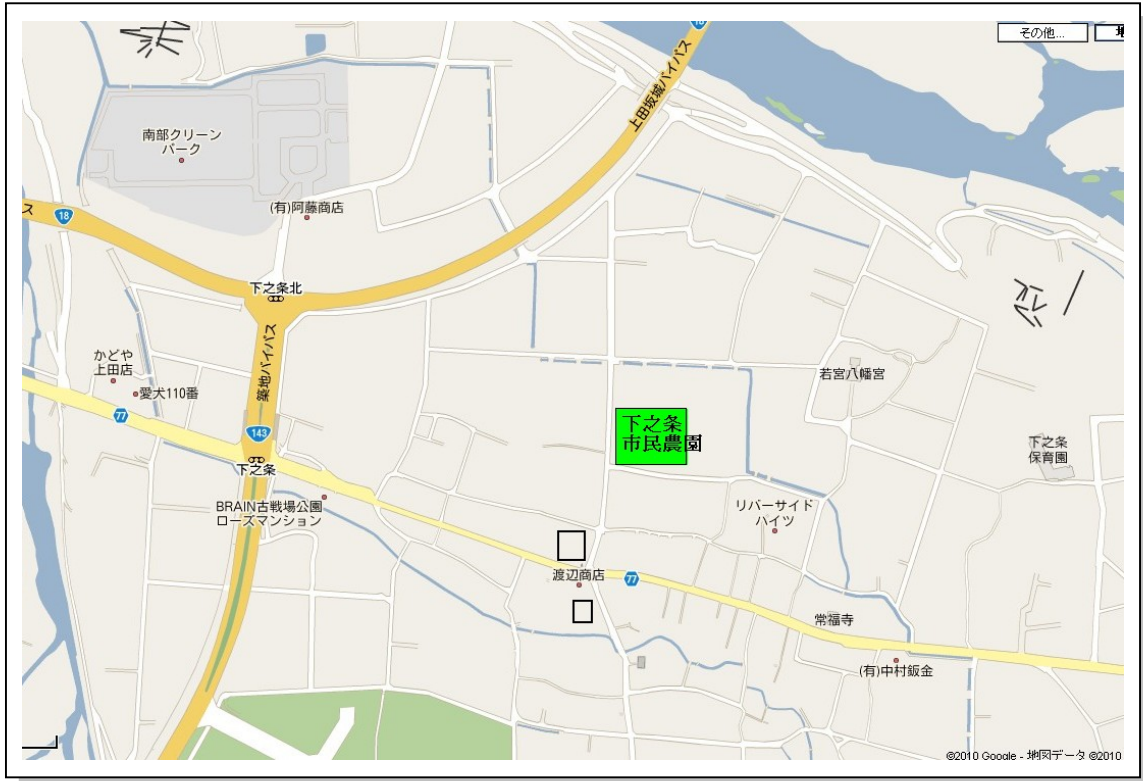 その他...
18
上田坂城バイパス
南部クリーン
パーク
(有)阿藤商店
ス
18
下之条北
築地バイパス
かどや
上田店
愛犬110番
若宮八幡宮
77
143
下之条
市民農園
下之条
保育園
下之条
BRAIN古戦場公園
ローズマンション
リバーサイド
ハイツ
渡辺商店
77
常福寺
(有)中村鈑金
©2010 Google - 地図データ ©2010